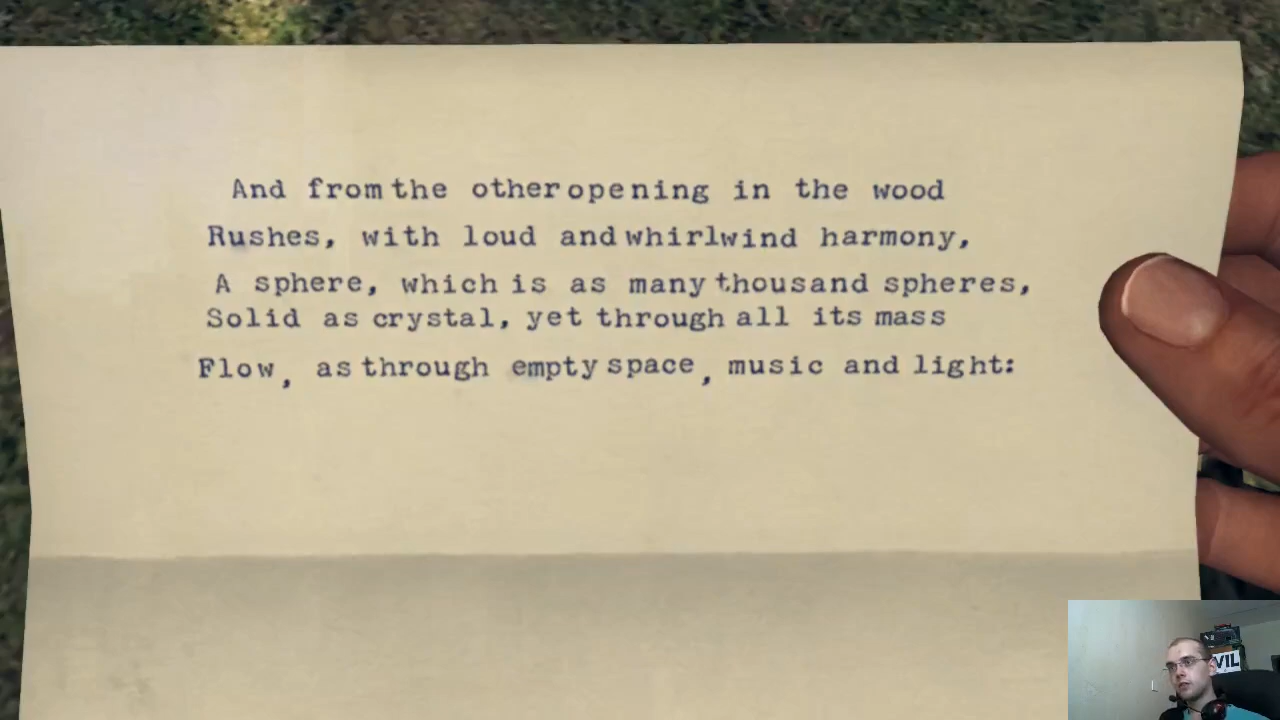 And from the other opening in the wood
Rushes, with loud and whirlwind harmony,
A sphere, which is as many thousand spheres,
Solid as crystal, yet through all its mass
Flow, as through empty space, music and light:
VIL